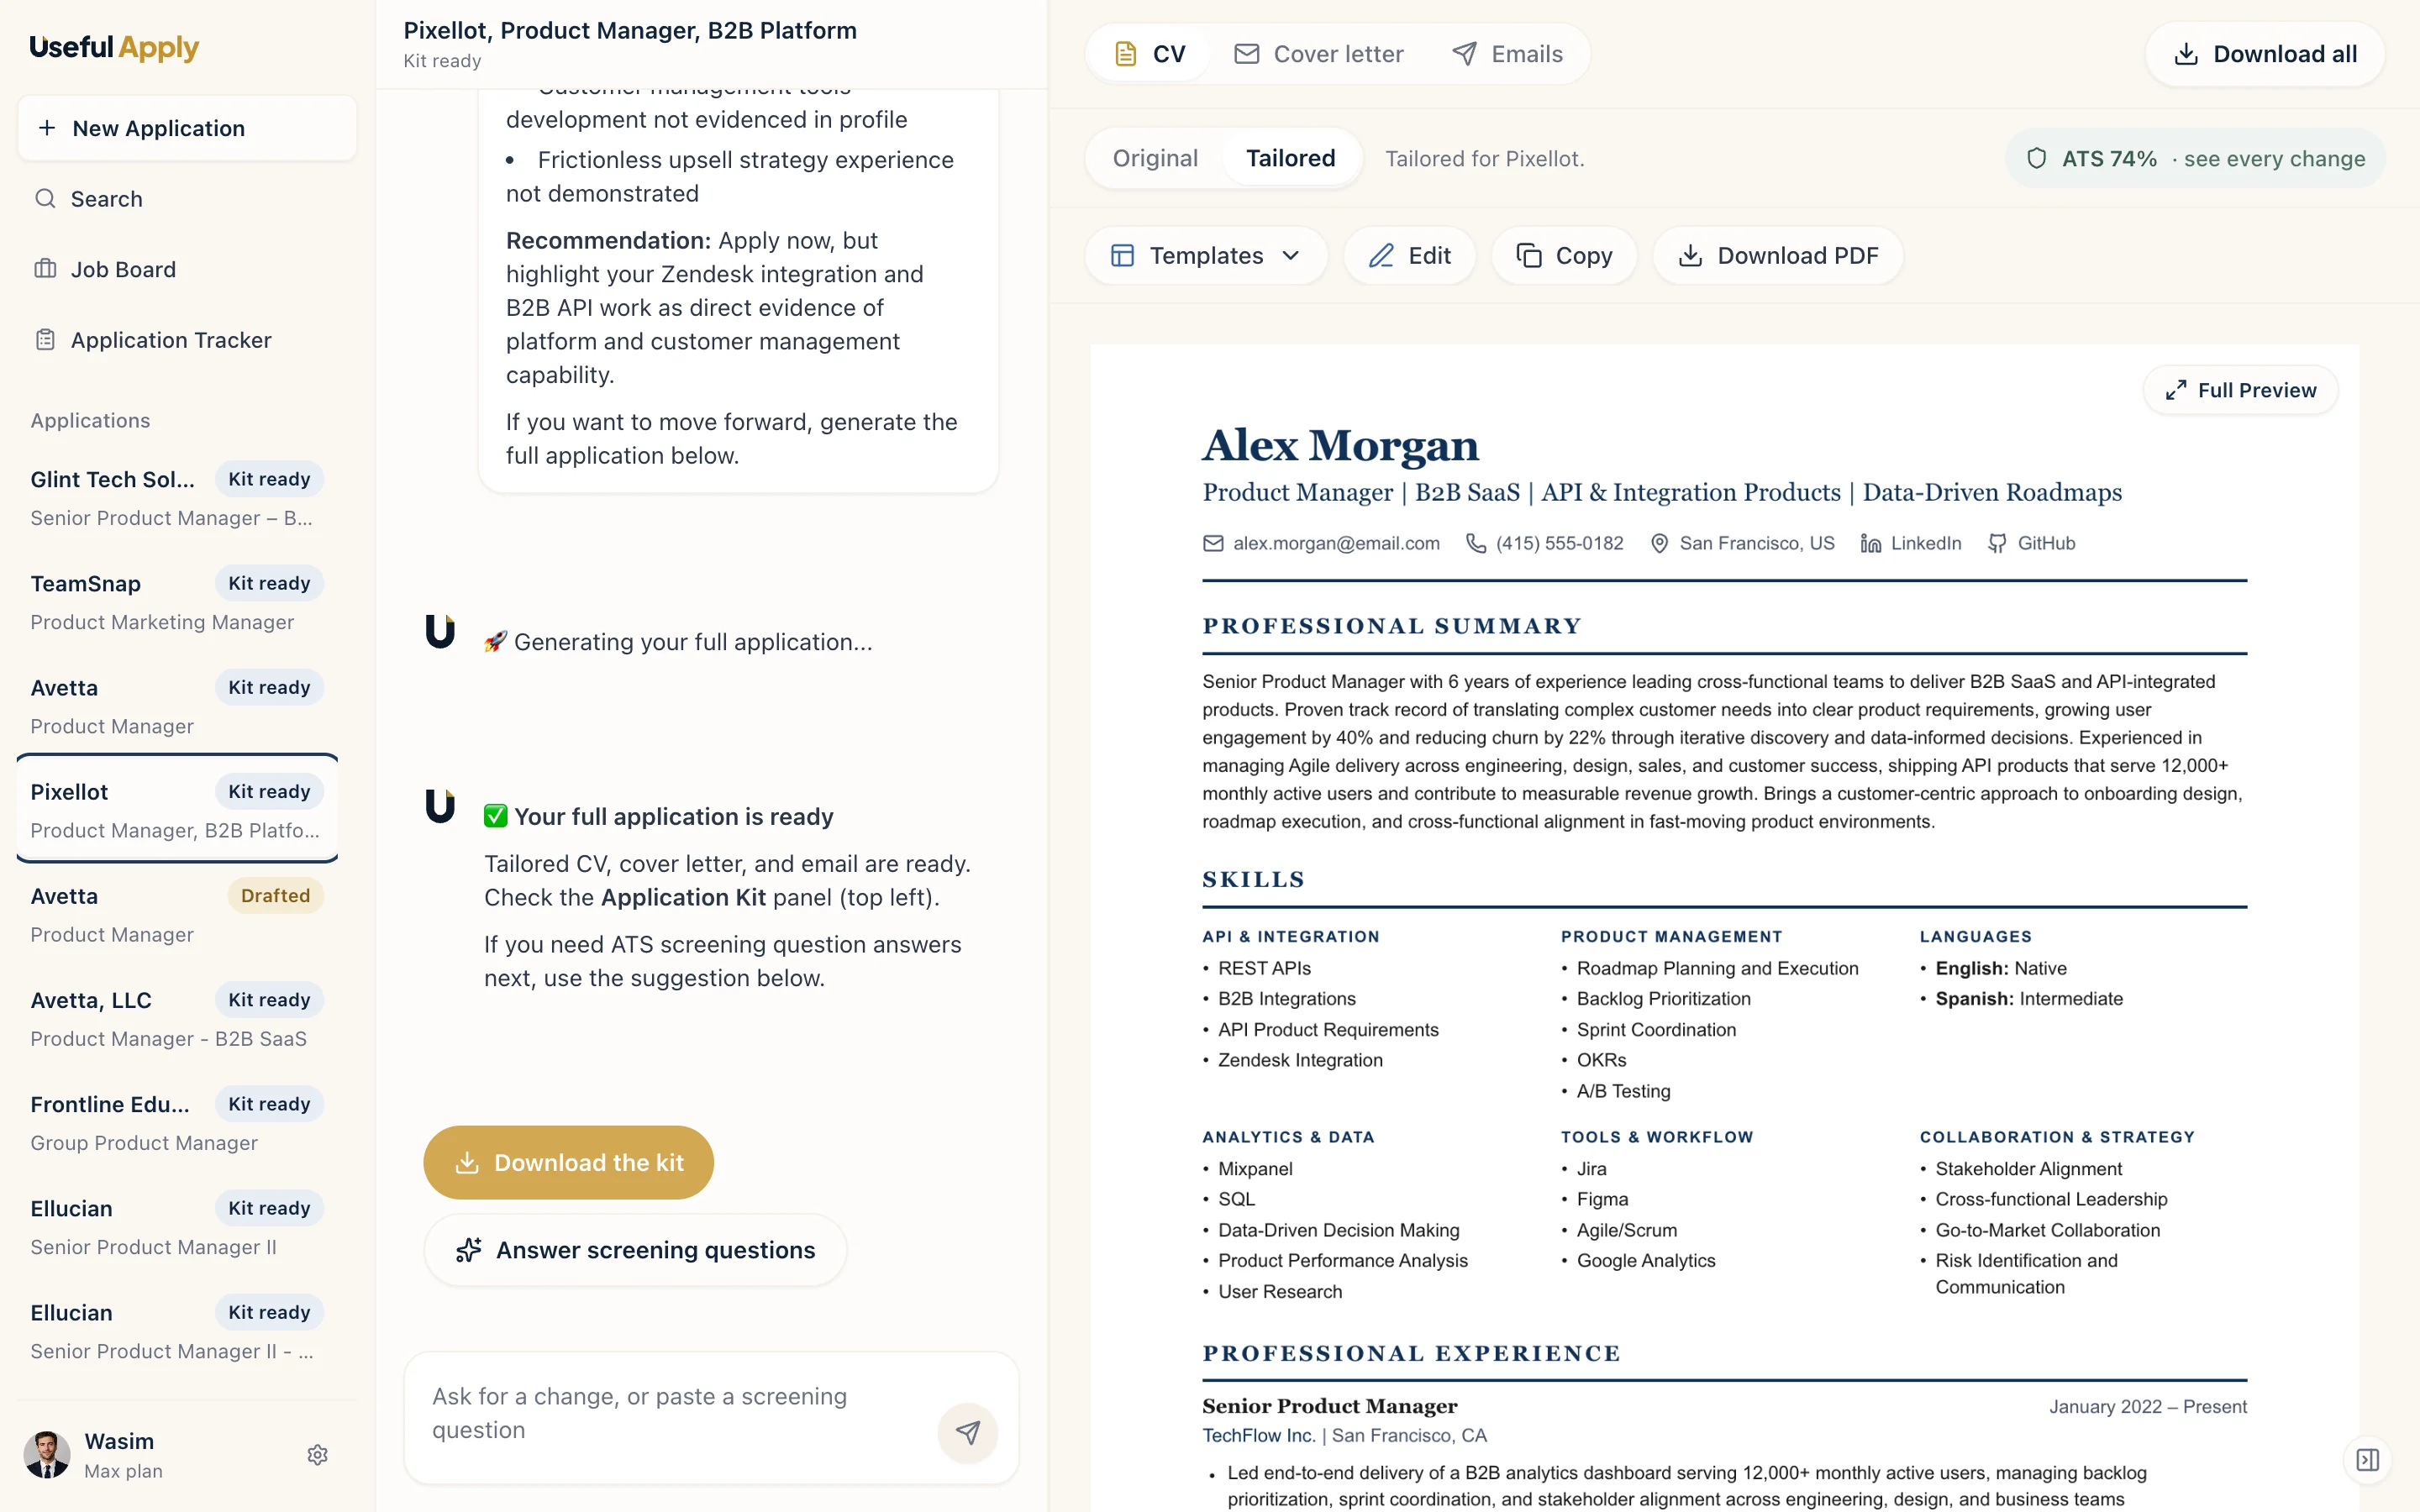 Useful Apply
New Application
Search
Job Board
Application Tracker
Applications
Glint Tech Sol... Kit ready
Senior Product Manager – B...
TeamSnap Kit ready
Product Marketing Manager
Avetta Kit ready
Product Manager
Pixellot Kit ready
Product Manager, B2B Platfo...
Avetta Drafted
Product Manager
Avetta, LLC Kit ready
Product Manager - B2B SaaS
Frontline Edu... Kit ready
Group Product Manager
Ellucian Kit ready
Senior Product Manager II
Ellucian Kit ready
Senior Product Manager II - ...
Wasim
Max plan
Pixellot, Product Manager, B2B Platform
Kit ready
Customer management tools
development not evidenced in profile
• Frictionless upsell strategy experience
not demonstrated
Recommendation: Apply now, but
highlight your Zendesk integration and
B2B API work as direct evidence of
platform and customer management
capability.
If you want to move forward, generate the
full application below.
🚀 Generating your full application...
✅ Your full application is ready
Tailored CV, cover letter, and email are ready.
Check the Application Kit panel (top left).
If you need ATS screening question answers
next, use the suggestion below.
Download the kit
Answer screening questions
Ask for a change, or paste a screening
question
CV Cover letter Emails
Download all
Original Tailored Tailored for Pixellot.
ATS 74% · see every change
Templates Edit Copy Download PDF
Full Preview
Alex Morgan
Product Manager | B2B SaaS | API & Integration Products | Data-Driven Roadmaps
alex.morgan@email.com (415) 555-0182 San Francisco, US LinkedIn GitHub
PROFESSIONAL SUMMARY
Senior Product Manager with 6 years of experience leading cross-functional teams to deliver B2B SaaS and API-integrated
products. Proven track record of translating complex customer needs into clear product requirements, growing user
engagement by 40% and reducing churn by 22% through iterative discovery and data-informed decisions. Experienced in
managing Agile delivery across engineering, design, sales, and customer success, shipping API products that serve 12,000+
monthly active users and contribute to measurable revenue growth. Brings a customer-centric approach to onboarding design,
roadmap execution, and cross-functional alignment in fast-moving product environments.
SKILLS
API & INTEGRATION
• REST APIs
• B2B Integrations
• API Product Requirements
• Zendesk Integration
PRODUCT MANAGEMENT
• Roadmap Planning and Execution
• Backlog Prioritization
• Sprint Coordination
• OKRs
• A/B Testing
LANGUAGES
• English: Native
• Spanish: Intermediate
ANALYTICS & DATA
• Mixpanel
• SQL
• Data-Driven Decision Making
• Product Performance Analysis
• User Research
TOOLS & WORKFLOW
• Jira
• Figma
• Agile/Scrum
• Google Analytics
COLLABORATION & STRATEGY
• Stakeholder Alignment
• Cross-functional Leadership
• Go-to-Market Collaboration
• Risk Identification and
Communication
PROFESSIONAL EXPERIENCE
Senior Product Manager January 2022 – Present
TechFlow Inc. | San Francisco, CA
• Led end-to-end delivery of a B2B analytics dashboard serving 12,000+ monthly active users, managing backlog
prioritization, sprint coordination, and stakeholder alignment across engineering, design, and business teams